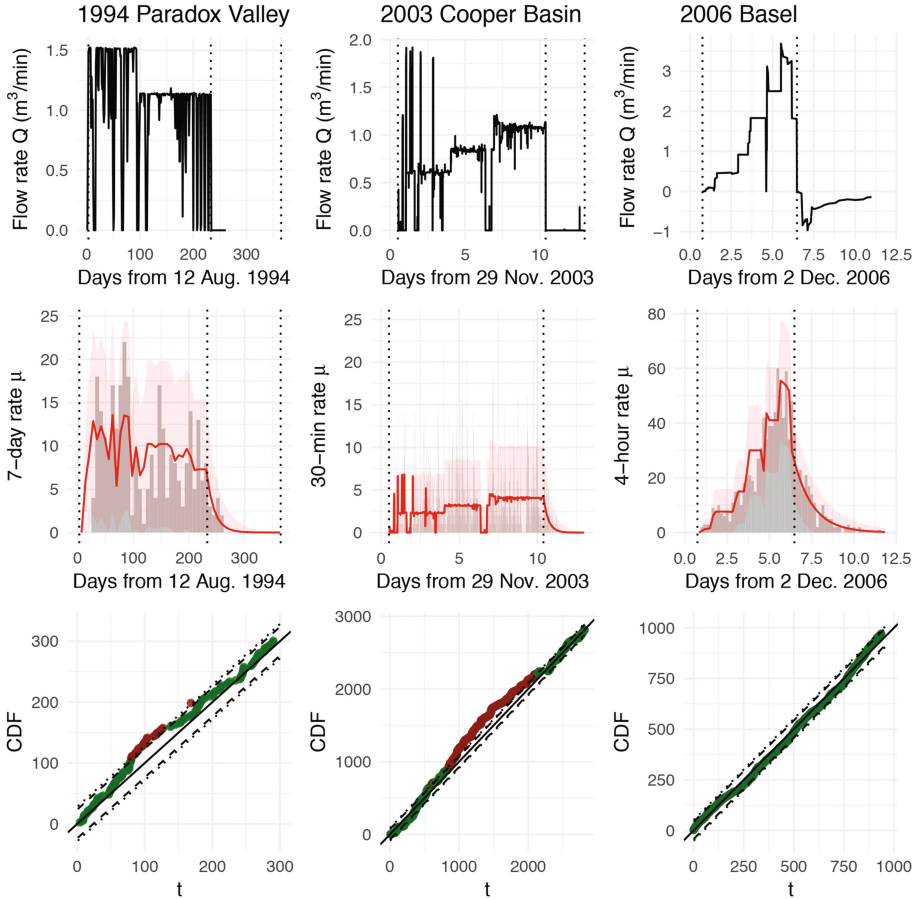 1994 Paradox Valley
2003 Cooper Basin
2006 Basel
Flow rate Q (m³/min)
1.5
1.0
0.5
0.0
0 100 200 300
Days from 12 Aug. 1994
Flow rate Q (m³/min)
2.0
1.5
1.0
0.5
0.0
0 5 10
Days from 29 Nov. 2003
Flow rate Q (m³/min)
3
2
1
0
−1
0.0 2.5 5.0 7.5 10.0 12.5
Days from 2 Dec. 2006
7−day rate μ
25
20
15
10
5
0
0 100 200 300
Days from 12 Aug. 1994
30−min rate μ
25
20
15
10
5
0
5 10
Days from 29 Nov. 2003
4−hour rate μ
80
60
40
20
0
0.0 2.5 5.0 7.5 10.0 12.5
Days from 2 Dec. 2006
CDF
300
200
100
0
0 100 200 300
t
CDF
3000
2000
1000
0
0 1000 2000
t
CDF
1000
750
500
250
0
0 250 500 750 1000
t